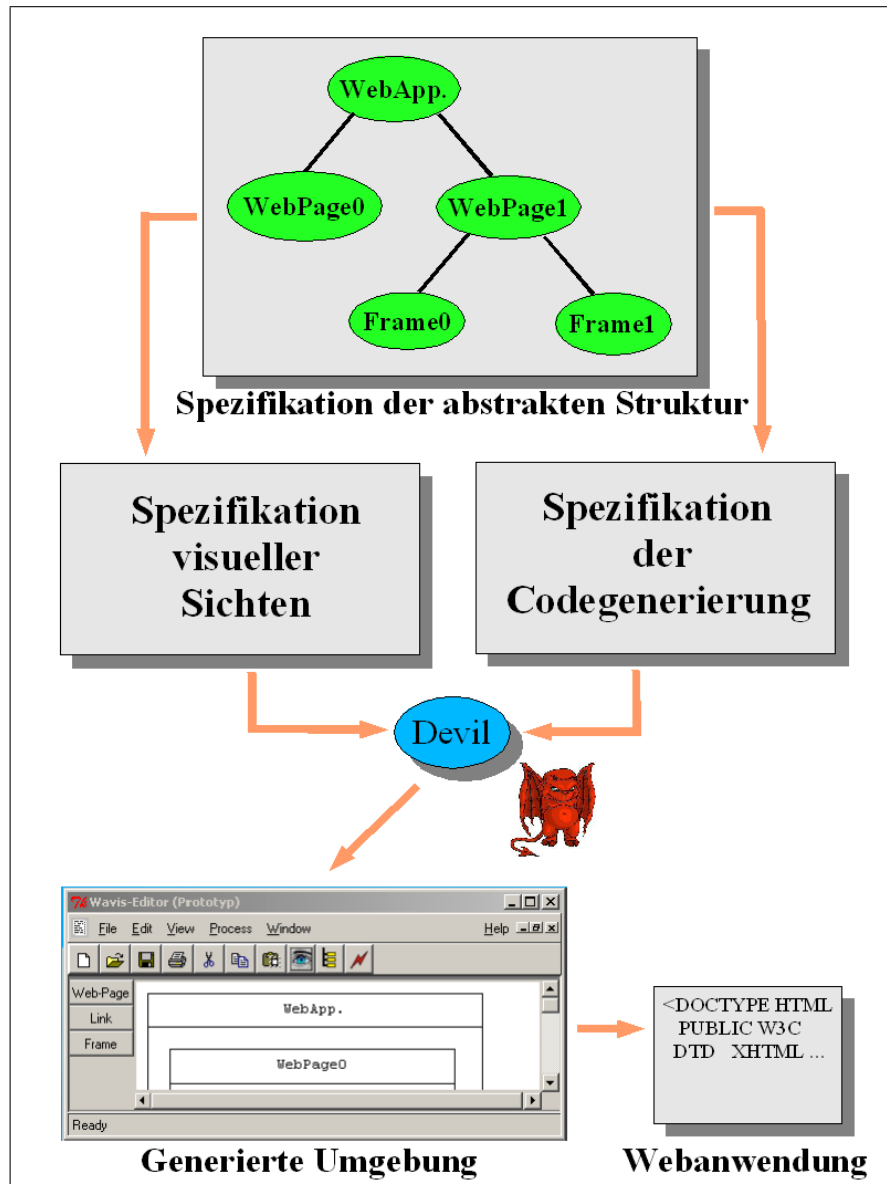 WebApp.
WebPage0
WebPage1
Frame0
Frame1
Spezifikation der abstrakten Struktur
Spezifikation
visueller
Sichten
Spezifikation
der
Codegenerierung
Devil
Wavis-Editor (Prototyp)
File Edit View Process Window Help
Web-Page
Link
Frame
WebApp.
WebPage0
Ready
Generierte Umgebung
<DOCTYPE HTML
PUBLIC W3C
DTD XHTML ...
Webanwendung